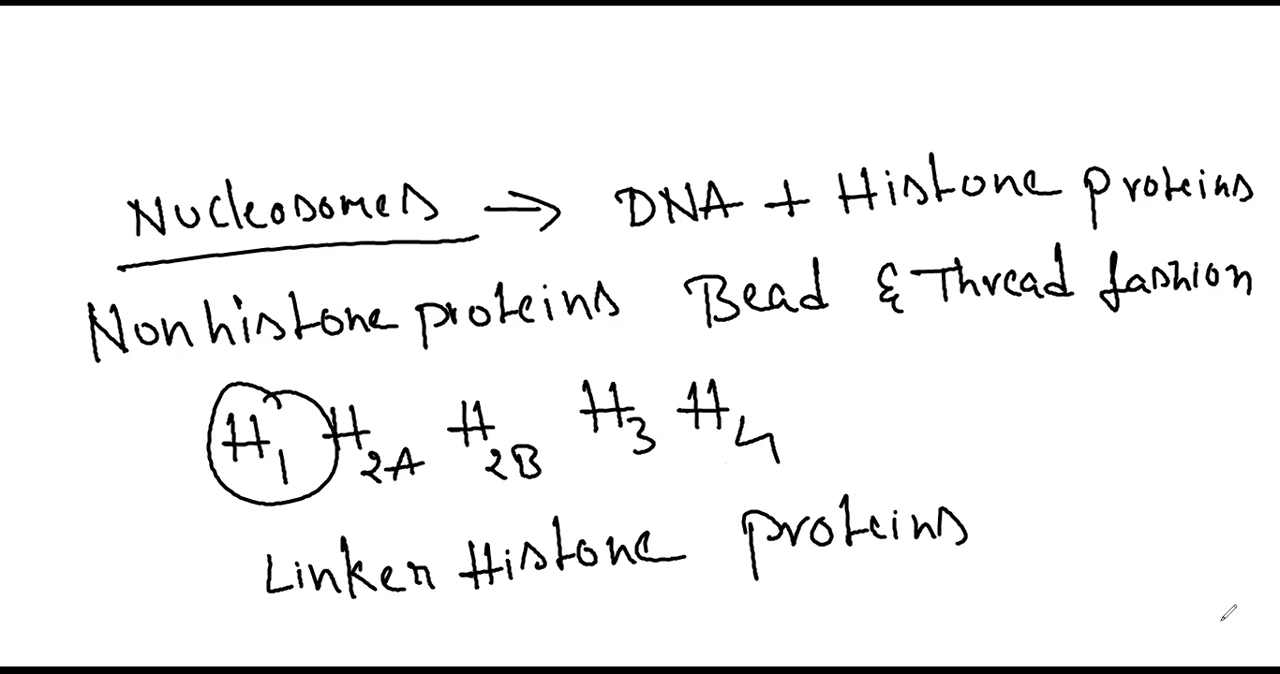 Nucleosomes → DNA + Histone proteins
Nonhistone proteins Bead & Thread fashion
H1 H2A H2B H3 H4
Linker Histone proteins